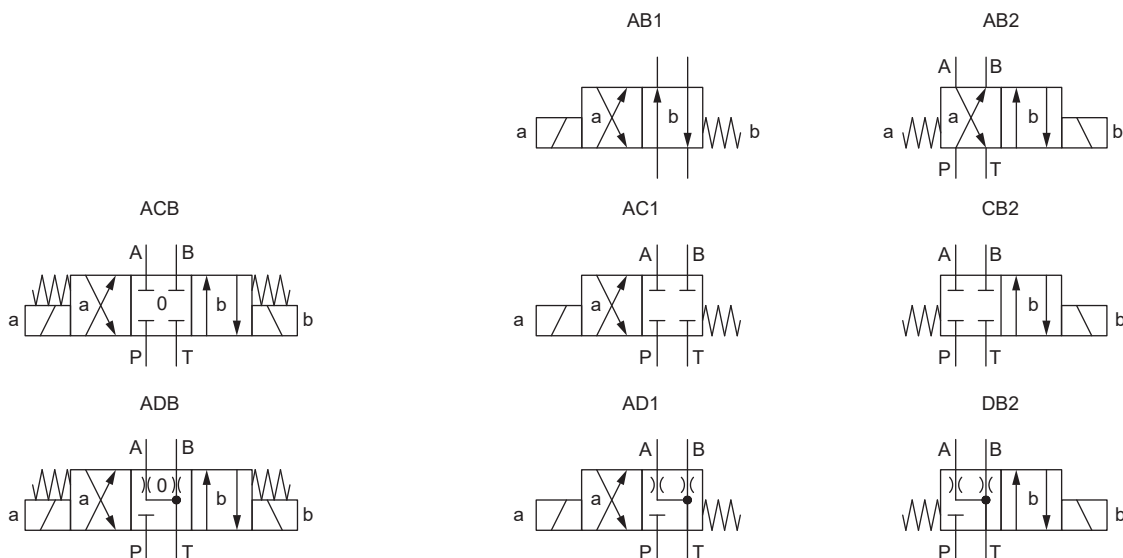 AB1 AB2
A B
a a b b a a b b
P T
ACB AC1 CB2
A B A B A B
a a 0 b b a a b b
P T P T P T
ADB AD1 DB2
A B A B A B
a a 0 b b a a b b
P T P T P T